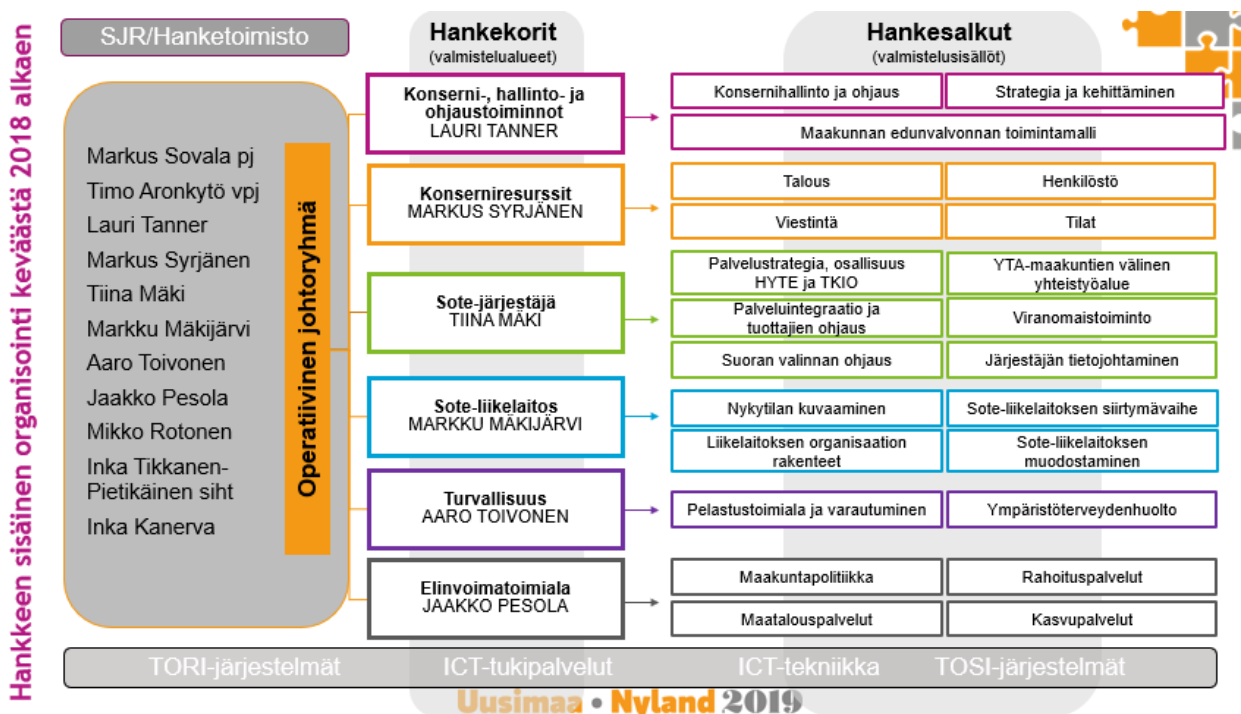 Hankkeen sisäinen organisointi keväästä 2018 alkaen
SJR/Hanketoimisto
Markus Sovala pj
Timo Aronkytö vpj
Lauri Tanner
Markus Syrjänen
Tiina Mäki
Markku Mäkijärvi
Aaro Toivonen
Jaakko Pesola
Mikko Rotonen
Inka Tikkanen-
Pietikäinen siht
Inka Kanerva
Operatiivinen johtoryhmä
Hankekorit
(valmistelualueet)
Hankesalkut
(valmistelusisällöt)
Konserni-, hallinto- ja
ohjaustoiminnot
LAURI TANNER
Konsernihallinto ja ohjaus
Strategia ja kehittäminen
Maakunnan edunvalvonnan toimintamalli
Konserniresurssit
MARKUS SYRJÄNEN
Talous
Henkilöstö
Viestintä
Tilat
Sote-järjestäjä
TIINA MÄKI
Palvelustrategia, osallisuus
HYTE ja TKIO
YTA-maakuntien välinen
yhteistyöalue
Palveluintegraatio ja
tuottajien ohjaus
Viranomaistoiminto
Suoran valinnan ohjaus
Järjestäjän tietojohtaminen
Sote-liikelaitos
MARKKU MÄKIJÄRVI
Nykytilan kuvaaminen
Sote-liikelaitoksen siirtymävaihe
Liikelaitoksen organisaation
rakenteet
Sote-liikelaitoksen
muodostaminen
Turvallisuus
AARO TOIVONEN
Pelastustoimiala ja varautuminen
Ympäristöterveydenhuolto
Elinvoimatoimiala
JAAKKO PESOLA
Maakuntapolitiikka
Rahoituspalvelut
Maatalouspalvelut
Kasvupalvelut
TORI-järjestelmät
ICT-tukipalvelut
ICT-tekniikka
TOSI-järjestelmät
Uusimaa • Nyland 2019